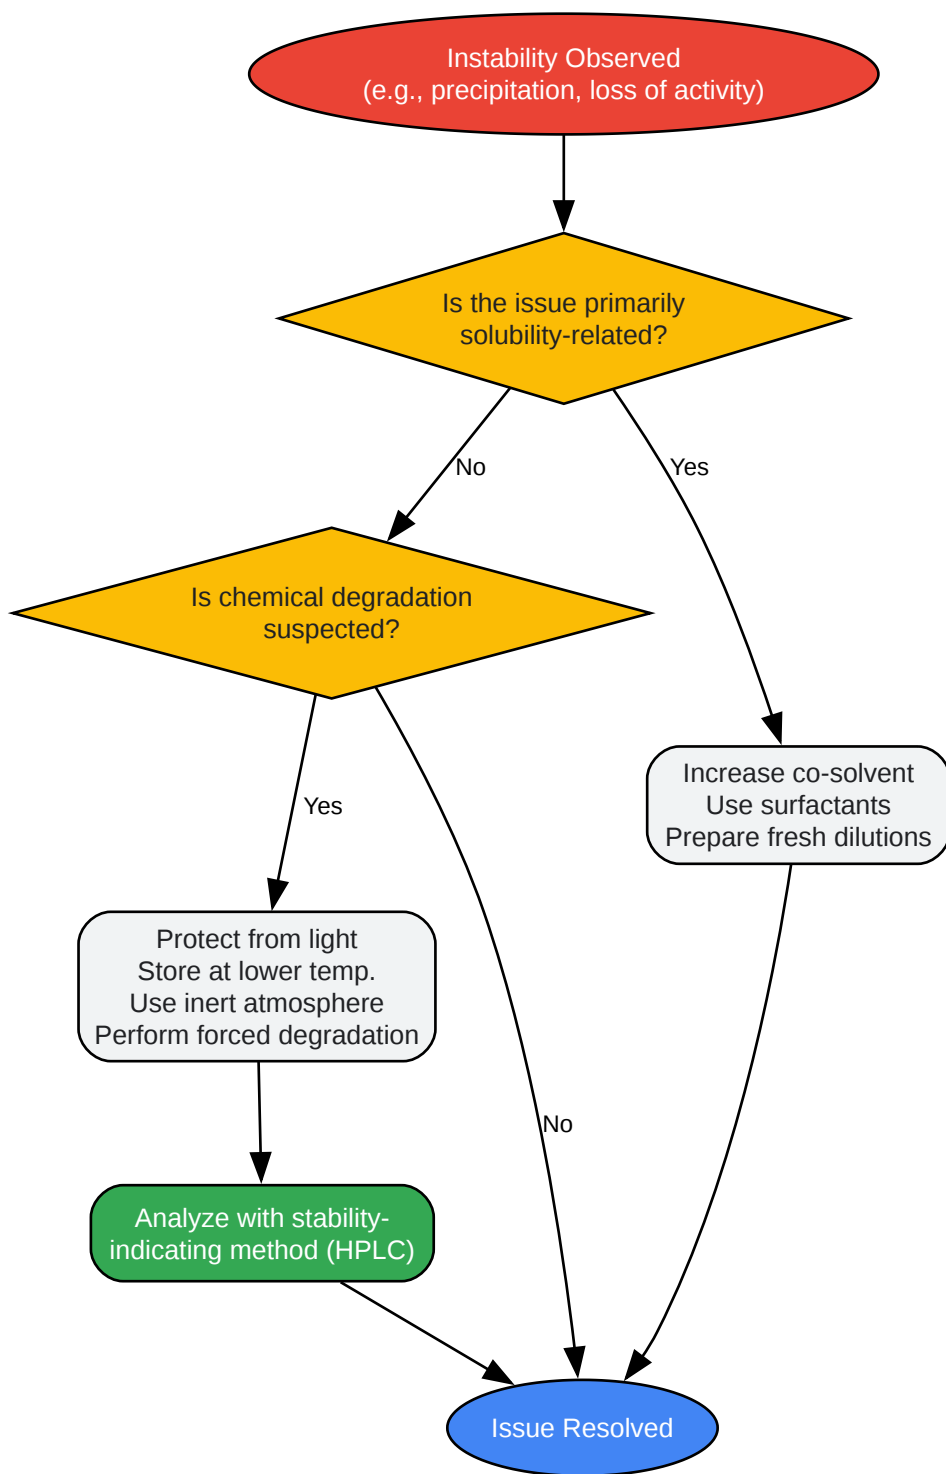 Instability Observed
(e.g., precipitation, loss of activity)
Is the issue primarily
solubility-related?
No
Yes
Is chemical degradation
suspected?
Increase co-solvent
Use surfactants
Prepare fresh dilutions
Yes
Protect from light
Store at lower temp.
Use inert atmosphere
Perform forced degradation
No
Analyze with stability-
indicating method (HPLC)
Issue Resolved